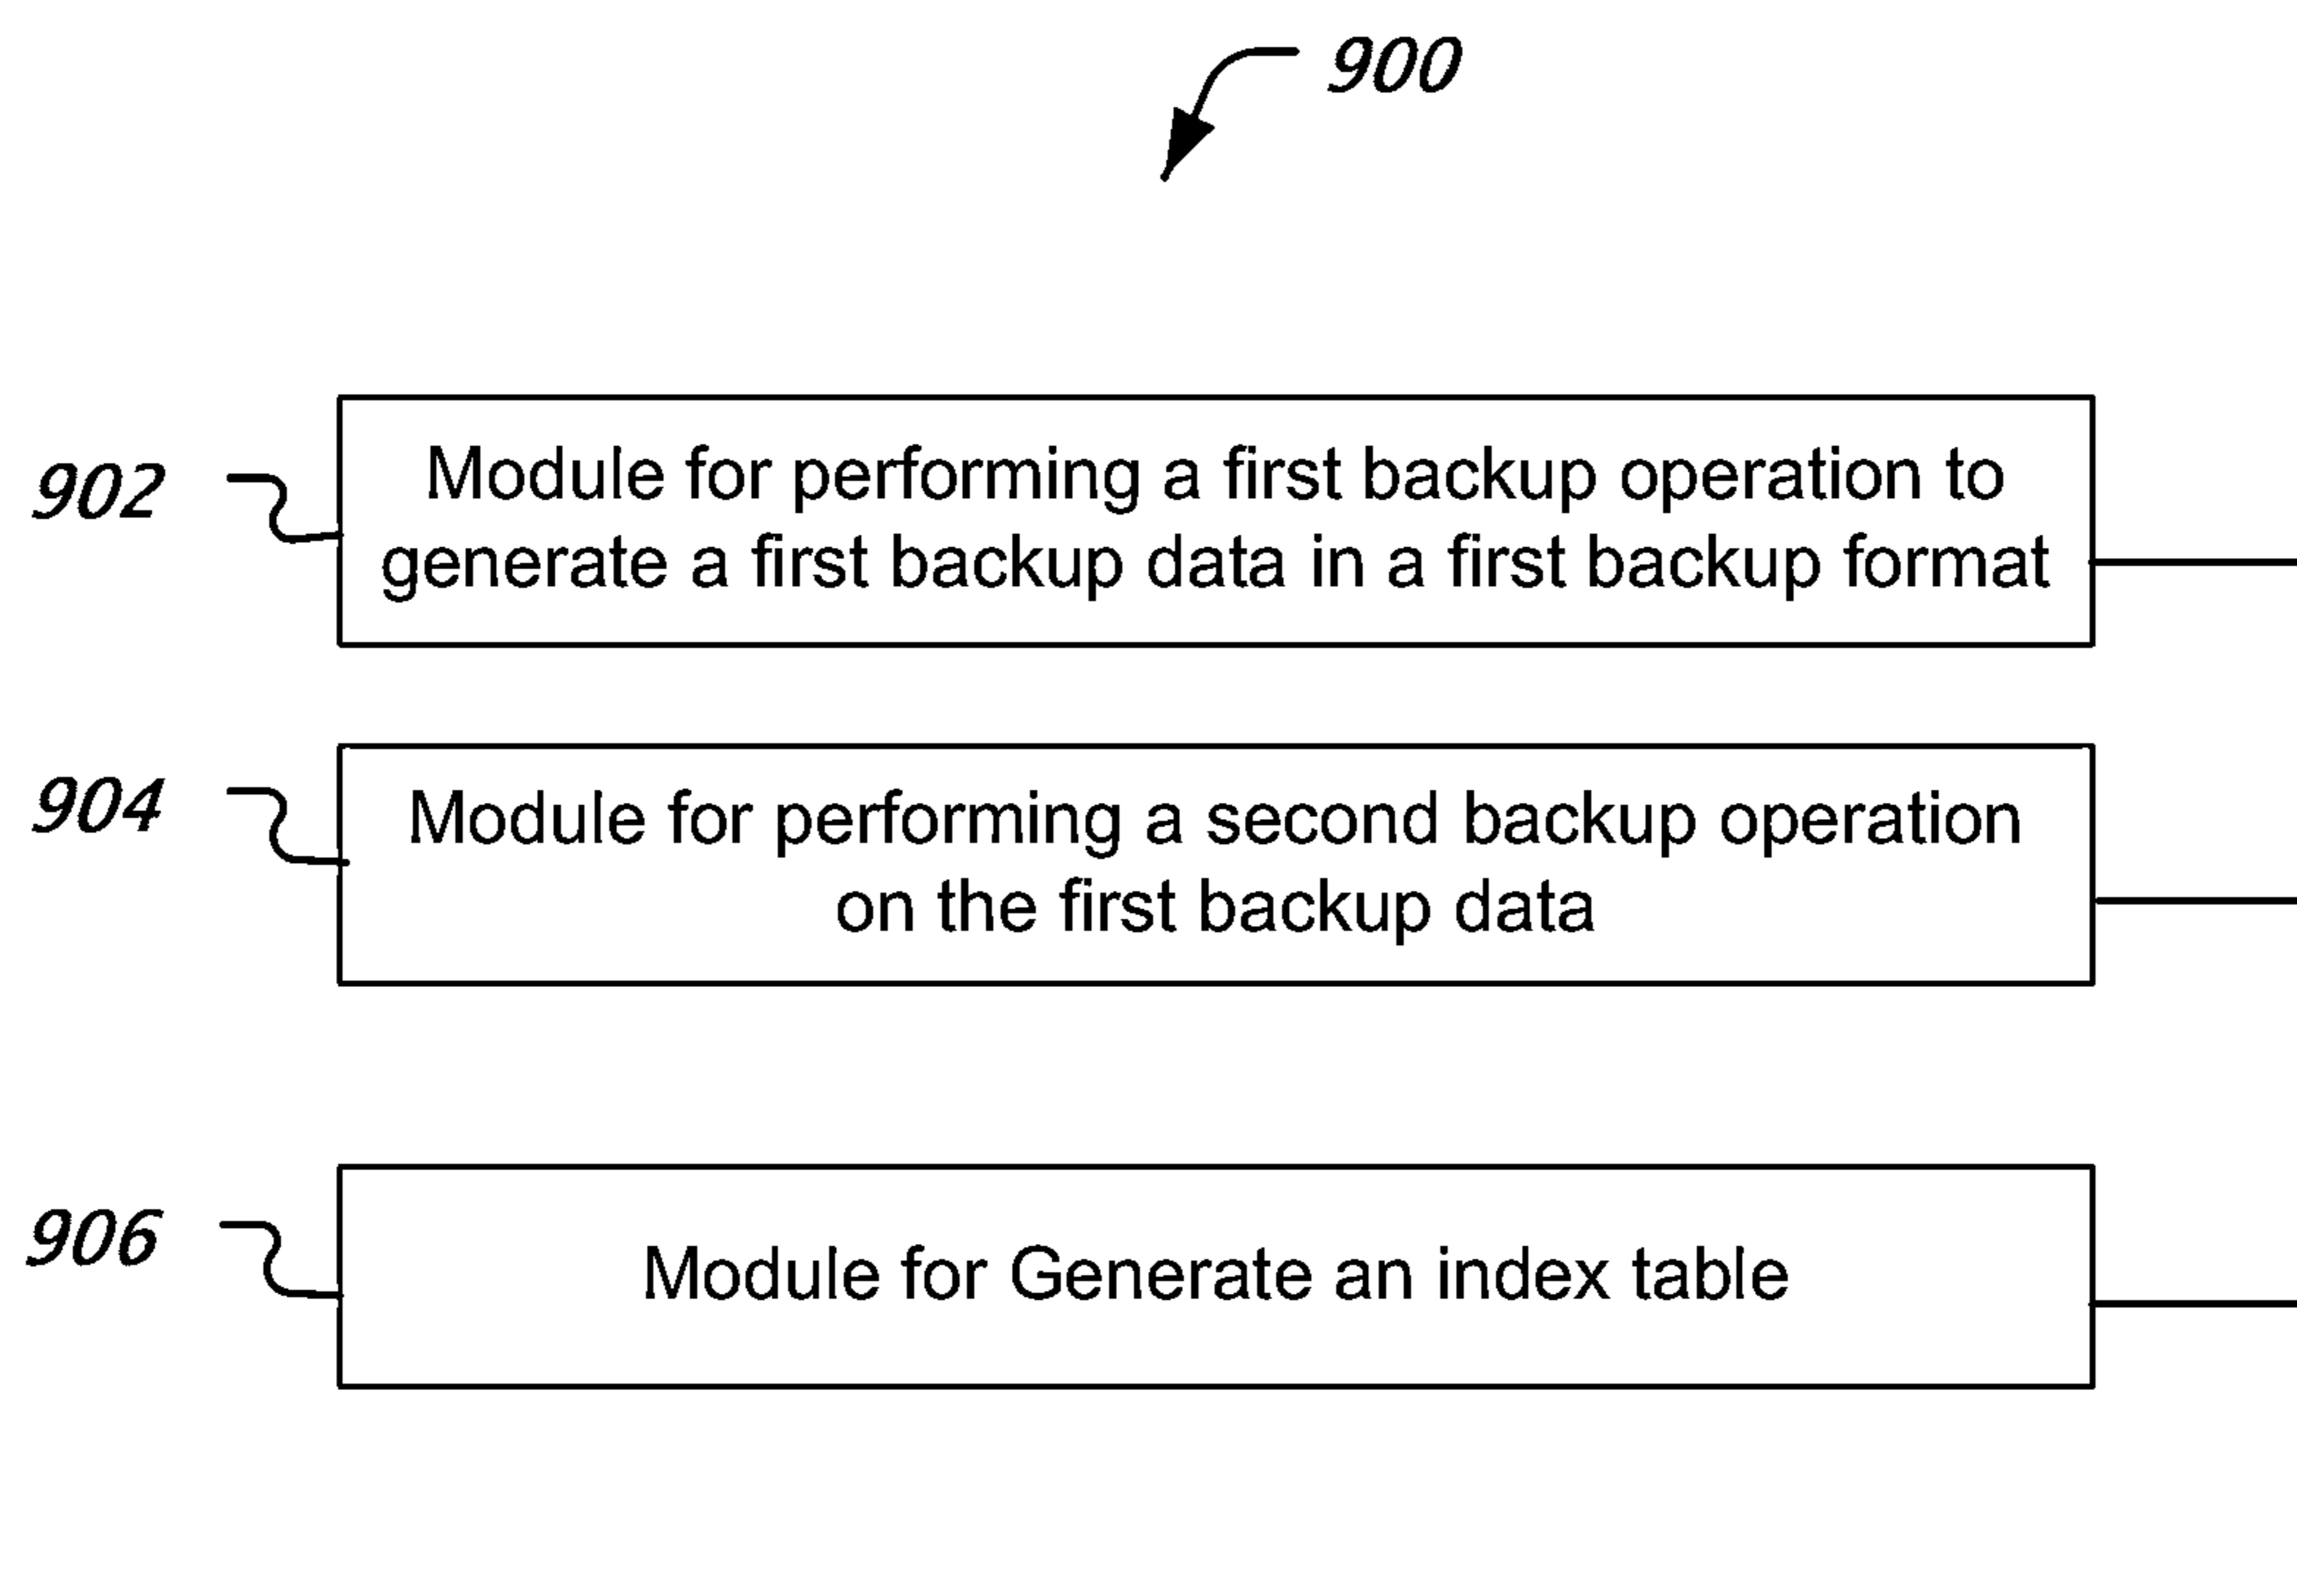 900
902
Module for performing a first backup operation to
generate a first backup data in a first backup format
904
Module for performing a second backup operation
on the first backup data
906
Module for Generate an index table